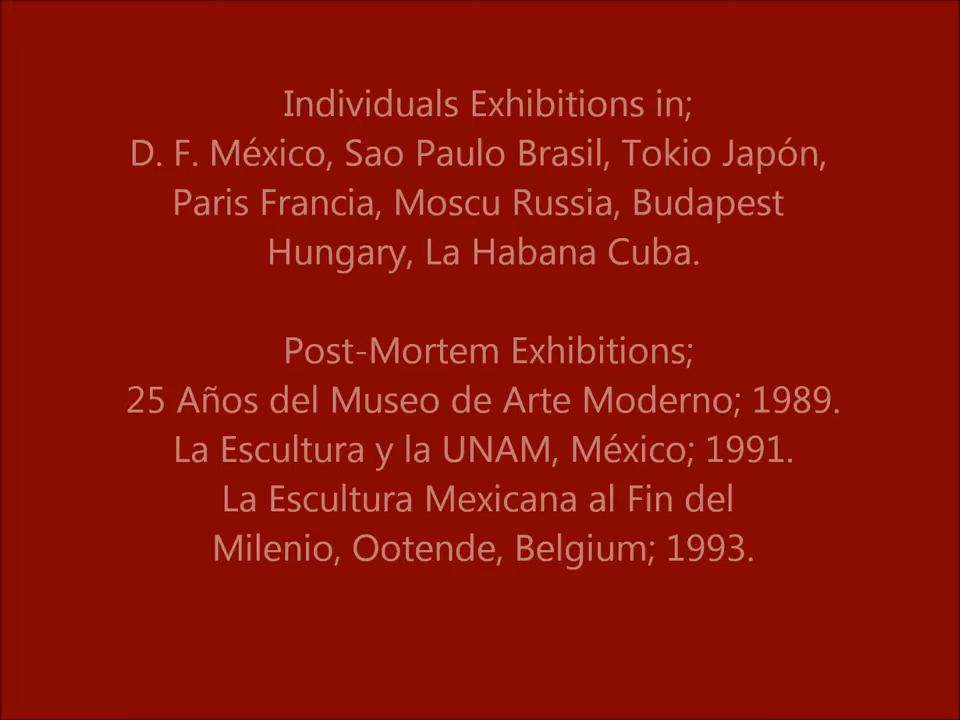 Individuals Exhibitions in;
D. F. México, Sao Paulo Brasil, Tokio Japón,
Paris Francia, Moscu Russia, Budapest
Hungary, La Habana Cuba.
Post-Mortem Exhibitions;
25 Años del Museo de Arte Moderno; 1989.
La Escultura y la UNAM, México; 1991.
La Escultura Mexicana al Fin del
Milenio, Ootende, Belgium; 1993.